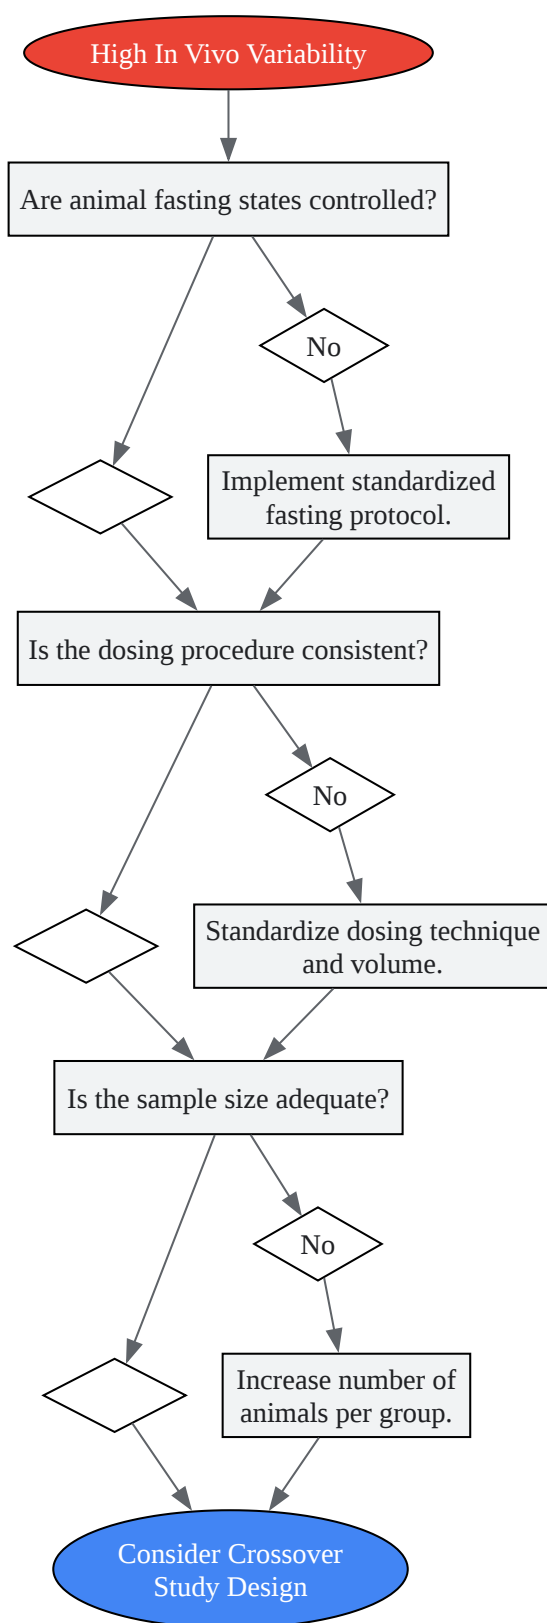 High In Vivo Variability
Are animal fasting states controlled?
No
Implement standardized
fasting protocol.
Is the dosing procedure consistent?
No
Standardize dosing technique
and volume.
Is the sample size adequate?
No
Increase number of
animals per group.
Consider Crossover
Study Design